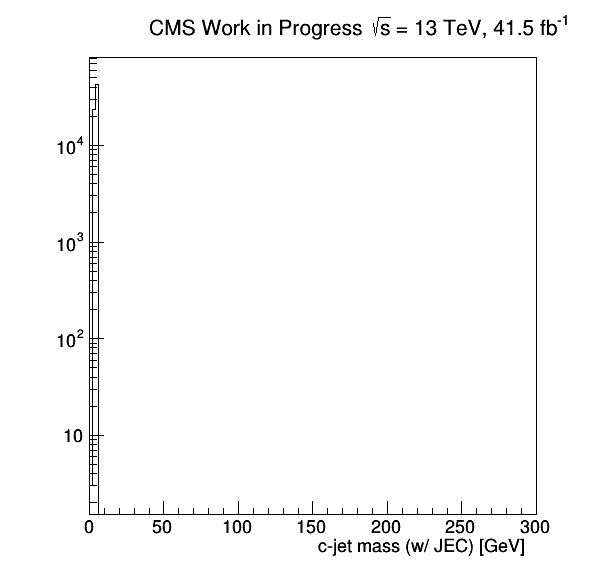 CMS Work in Progress √s = 13 TeV, 41.5 fb⁻¹
10⁴
10³
10²
10
0 50 100 150 200 250 300
c-jet mass (w/ JEC) [GeV]